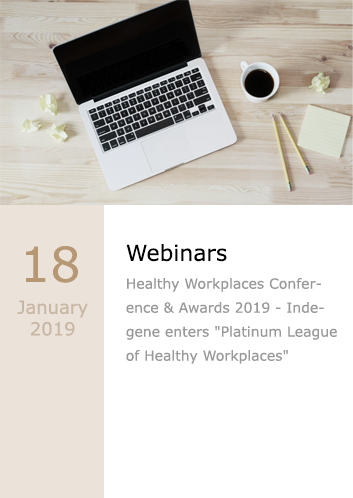 18
January
2019
Webinars
Healthy Workplaces Confer-
ence & Awards 2019 - Inde-
gene enters "Platinum League
of Healthy Workplaces"